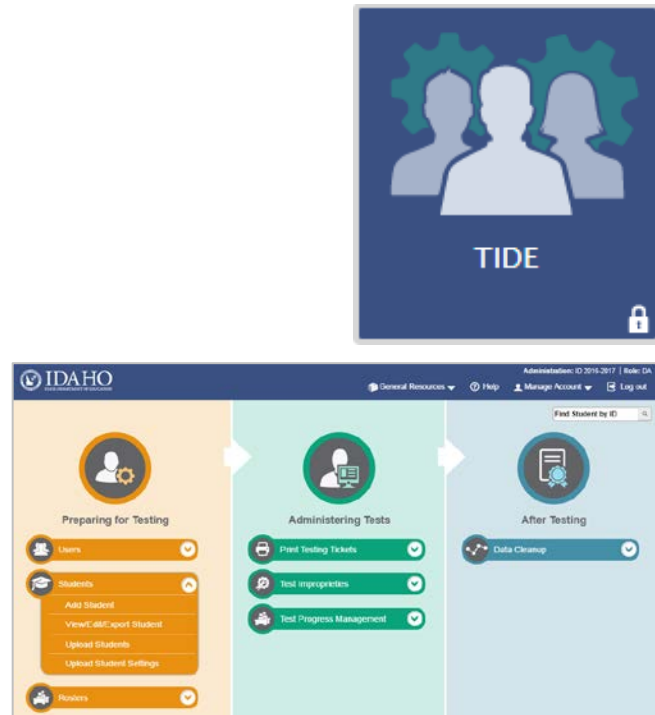 TIDE
IDAHO
STATE DEPARTMENT OF EDUCATION
Administration: ID 2016-2017 | Role: DA
General Resources Help Manage Account Log out
Find Student by ID
Preparing for Testing
Users
Students
Add Student
View/Edit/Export Student
Upload Students
Upload Student Settings
Rosters
Administering Tests
Print Testing Tickets
Test Improprieties
Test Progress Management
After Testing
Data Cleanup